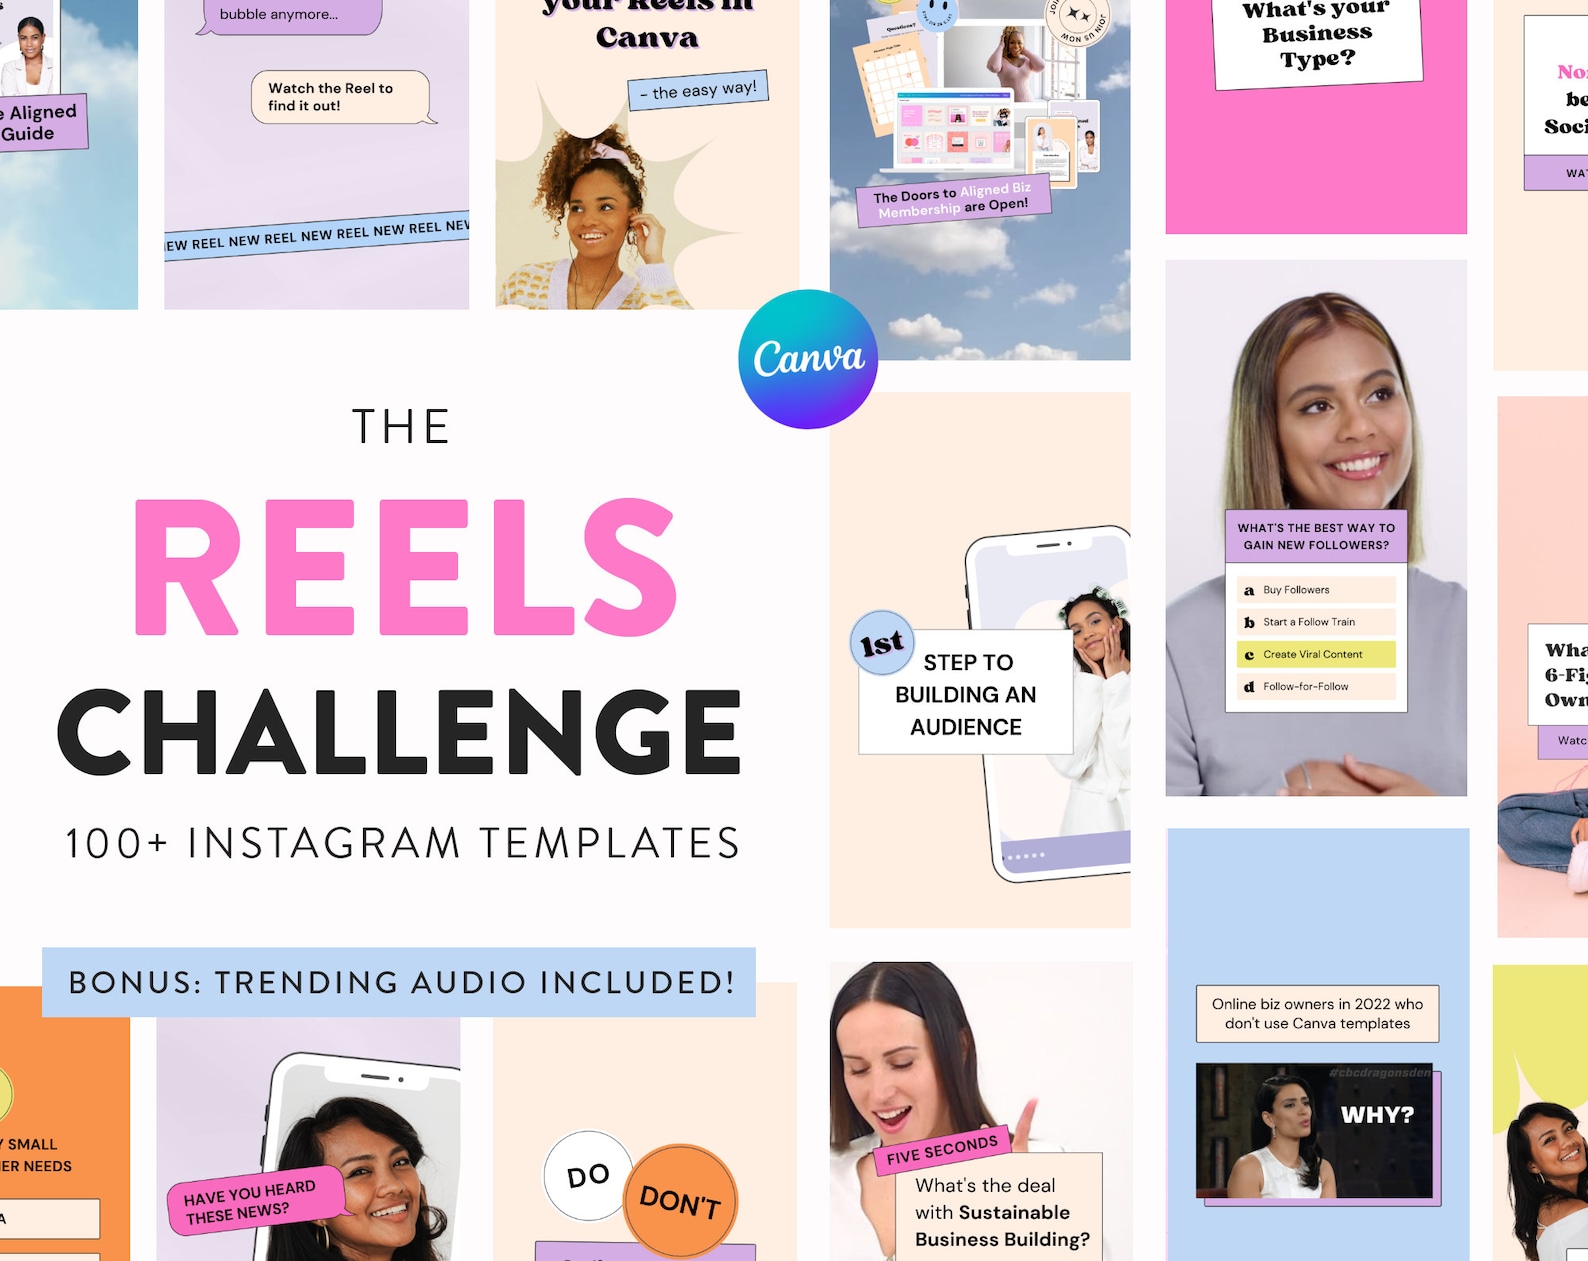 e Aligned
Guide
bubble anymore...
Watch the Reel to
find it out!
NEW REEL NEW REEL NEW REEL NEW REEL NEW
your Reels in
Canva
- the easy way!
Questions?
JOIN US NOW
The Doors to Aligned Biz
Membership are Open!
What's your
Business
Type?
be
Soci
Canva
THE
REELS
CHALLENGE
100+ INSTAGRAM TEMPLATES
BONUS: TRENDING AUDIO INCLUDED!
1st
STEP TO
BUILDING AN
AUDIENCE
WHAT'S THE BEST WAY TO
GAIN NEW FOLLOWERS?
a Buy Followers
b Start a Follow Train
c Create Viral Content
d Follow-for-Follow
Wha
6-Fig
Own
Watc
Y SMALL
ER NEEDS
A
HAVE YOU HEARD
THESE NEWS?
DO
DON'T
FIVE SECONDS
What's the deal
with Sustainable
Business Building?
Online biz owners in 2022 who
don't use Canva templates
#cbcdragonsden
WHY?